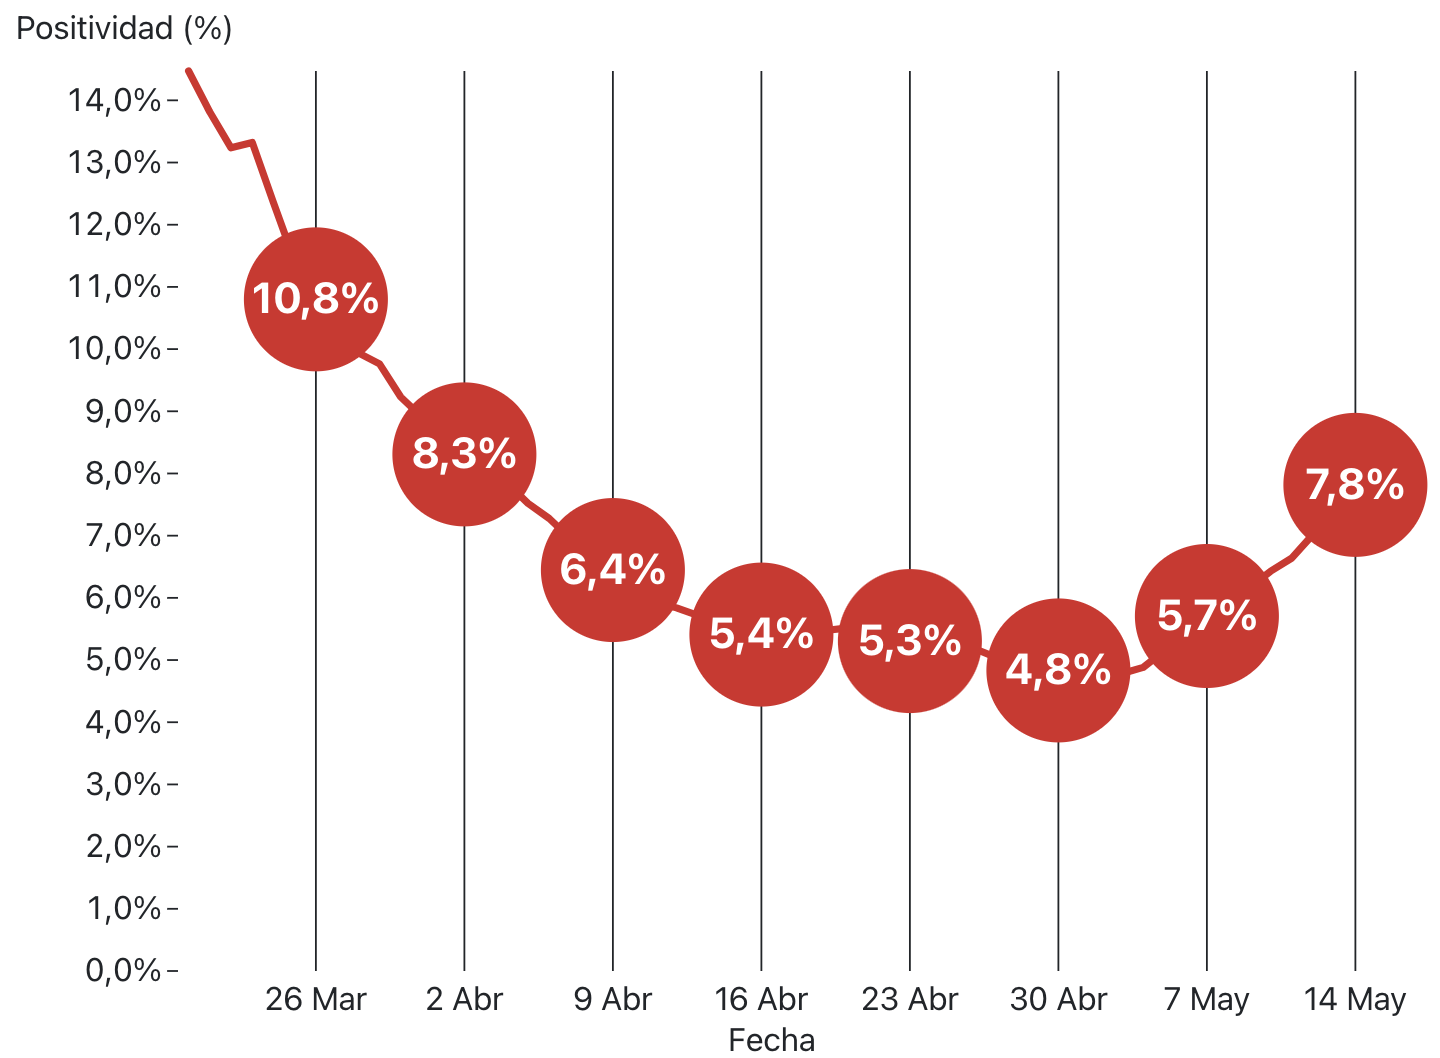 Positividad (%)
14,0%
13,0%
12,0%
11,0%
10,0%
9,0%
8,0%
7,0%
6,0%
5,0%
4,0%
3,0%
2,0%
1,0%
0,0%
10,8%
8,3%
6,4%
5,4%
5,3%
4,8%
5,7%
7,8%
26 Mar
2 Abr
9 Abr
16 Abr
23 Abr
30 Abr
7 May
14 May
Fecha